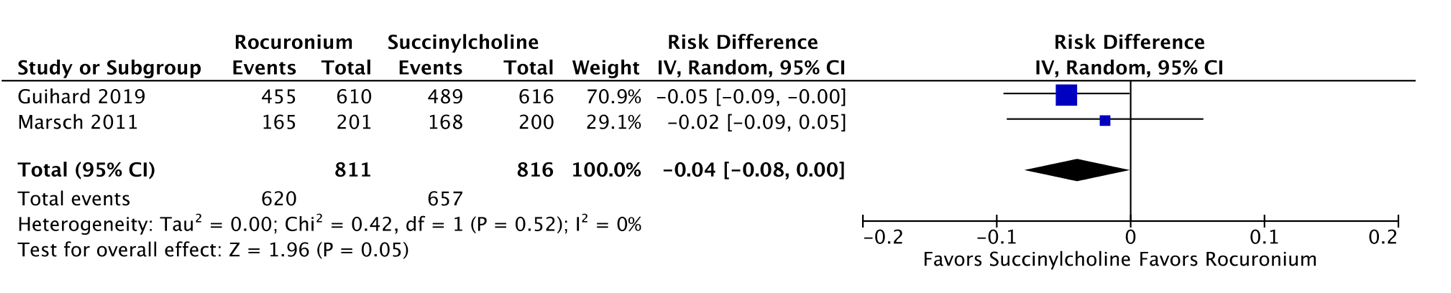 Rocuronium Succinylcholine Risk Difference Risk Difference
Study or Subgroup Events Total Events Total Weight IV, Random, 95% CI IV, Random, 95% CI
Guihard 2019 455 610 489 616 70.9% −0.05 [−0.09, −0.00]
Marsch 2011 165 201 168 200 29.1% −0.02 [−0.09, 0.05]
Total (95% CI) 811 816 100.0% −0.04 [−0.08, 0.00]
Total events 620 657
Heterogeneity: Tau² = 0.00; Chi² = 0.42, df = 1 (P = 0.52); I² = 0%
Test for overall effect: Z = 1.96 (P = 0.05)
−0.2 −0.1 0 0.1 0.2
Favors Succinylcholine Favors Rocuronium